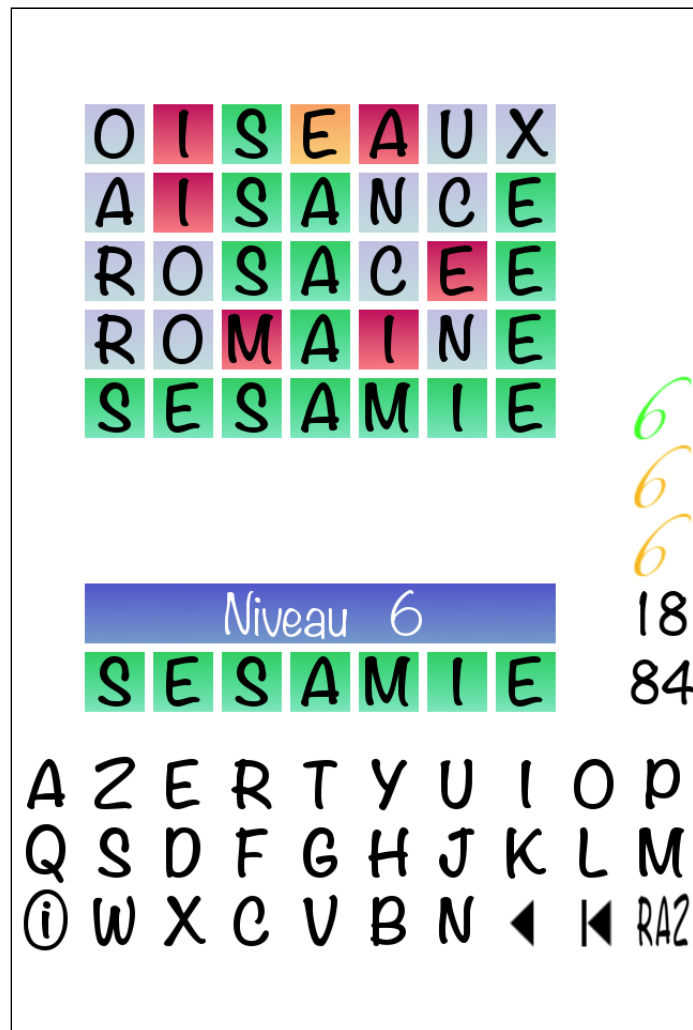 OISEAUX
AISANCE
ROSACEE
ROMAINE
SESAMIE 6
6
6
Niveau 6 18
SESAMIE 84
A Z E R T Y U I O P
Q S D F G H J K L M
i W X C V B N RAZ